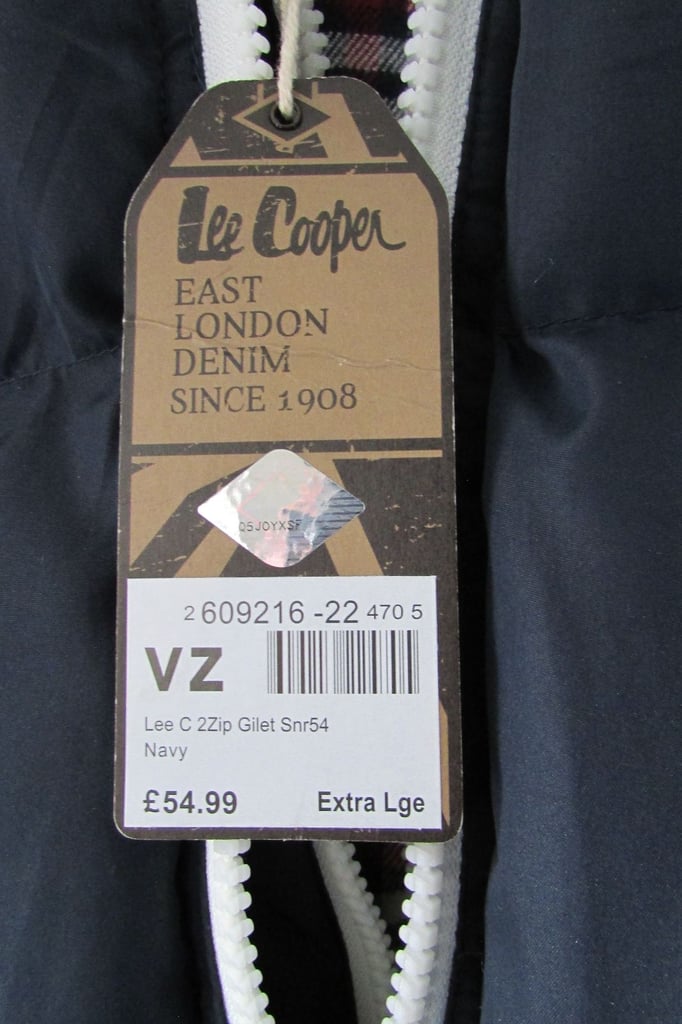 Lee Cooper
EAST
LONDON
DENIM
SINCE 1908
Q5JOYXSF
2 609216 -22 470 5
VZ
Lee C 2Zip Gilet Snr54
Navy
£54.99 Extra Lge